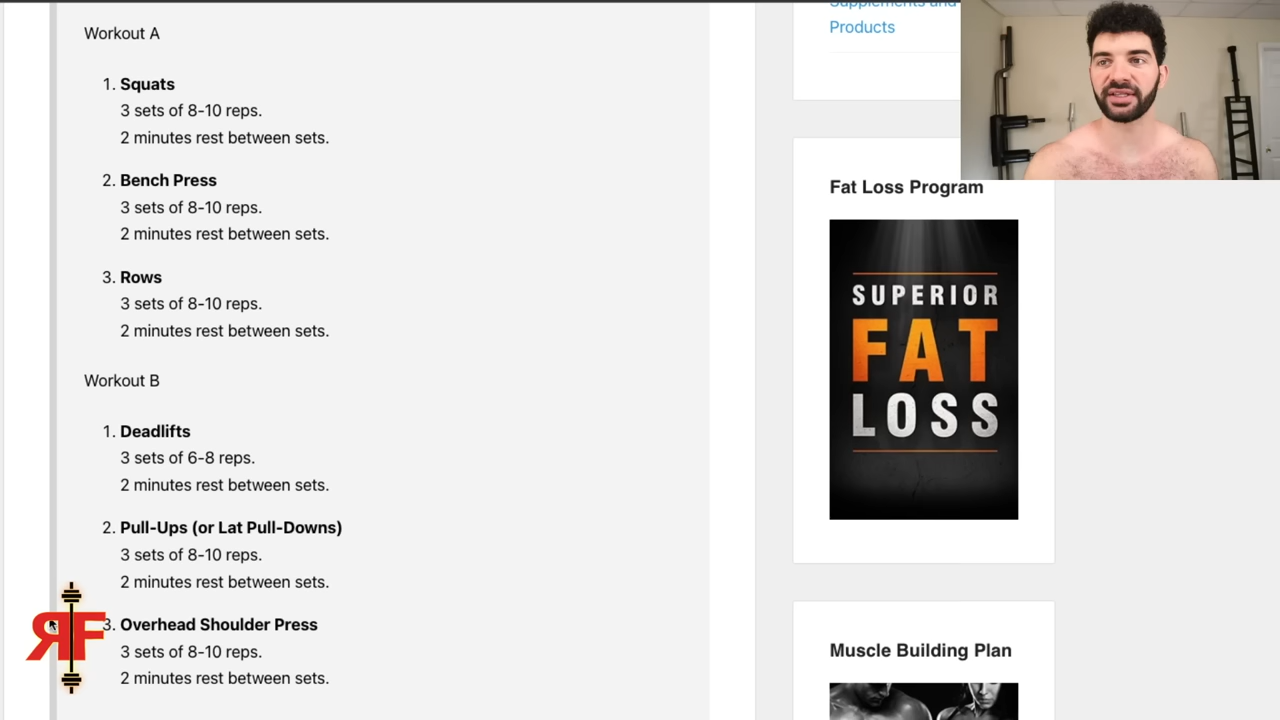 Workout A
1. Squats
3 sets of 8-10 reps.
2 minutes rest between sets.
2. Bench Press
3 sets of 8-10 reps.
2 minutes rest between sets.
3. Rows
3 sets of 8-10 reps.
2 minutes rest between sets.
Workout B
1. Deadlifts
3 sets of 6-8 reps.
2 minutes rest between sets.
2. Pull-Ups (or Lat Pull-Downs)
3 sets of 8-10 reps.
2 minutes rest between sets.
3. Overhead Shoulder Press
3 sets of 8-10 reps.
2 minutes rest between sets.
RF
Supplements and
Products
Fat Loss Program
SUPERIOR
FAT
LOSS
Muscle Building Plan